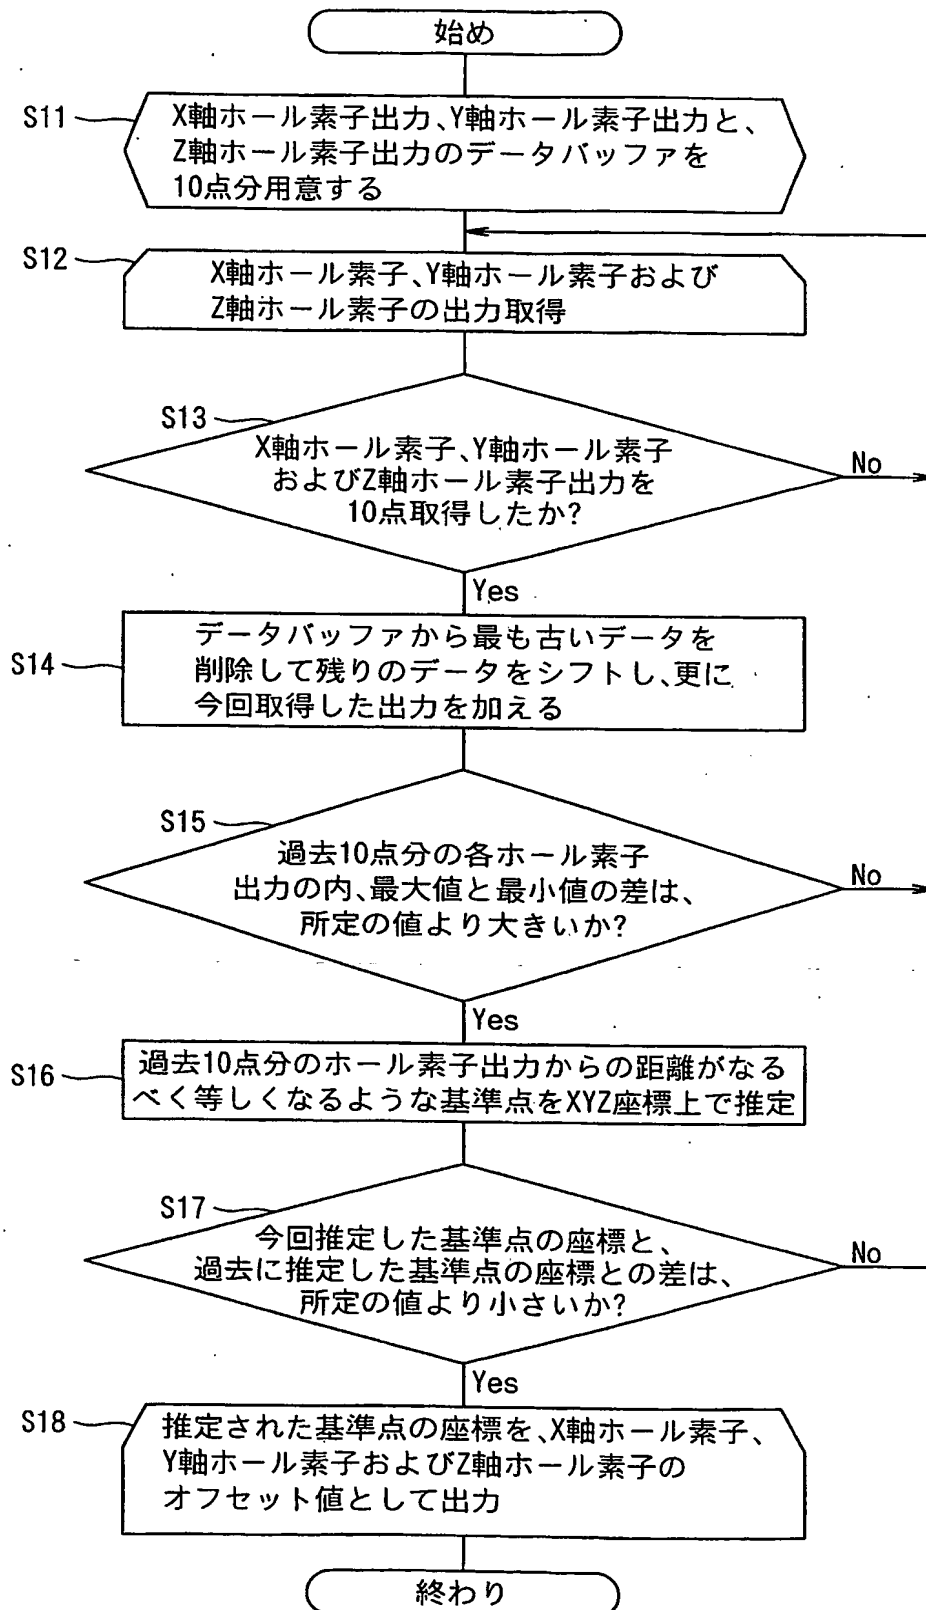 始め
S11
X軸ホール素子出力、Y軸ホール素子出力と、
Z軸ホール素子出力のデータバッファを
10点分用意する
S12
X軸ホール素子、Y軸ホール素子および
Z軸ホール素子の出力取得
S13
X軸ホール素子、Y軸ホール素子
およびZ軸ホール素子出力を
10点取得したか?
No
Yes
S14
データバッファから最も古いデータを
削除して残りのデータをシフトし、更に
今回取得した出力を加える
S15
過去10点分の各ホール素子
出力の内、最大値と最小値の差は、
所定の値より大きいか?
No
Yes
S16
過去10点分のホール素子出力からの距離がなる
べく等しくなるような基準点をXYZ座標上で推定
S17
今回推定した基準点の座標と、
過去に推定した基準点の座標との差は、
所定の値より小さいか?
No
Yes
S18
推定された基準点の座標を、X軸ホール素子、
Y軸ホール素子およびZ軸ホール素子の
オフセット値として出力
終わり